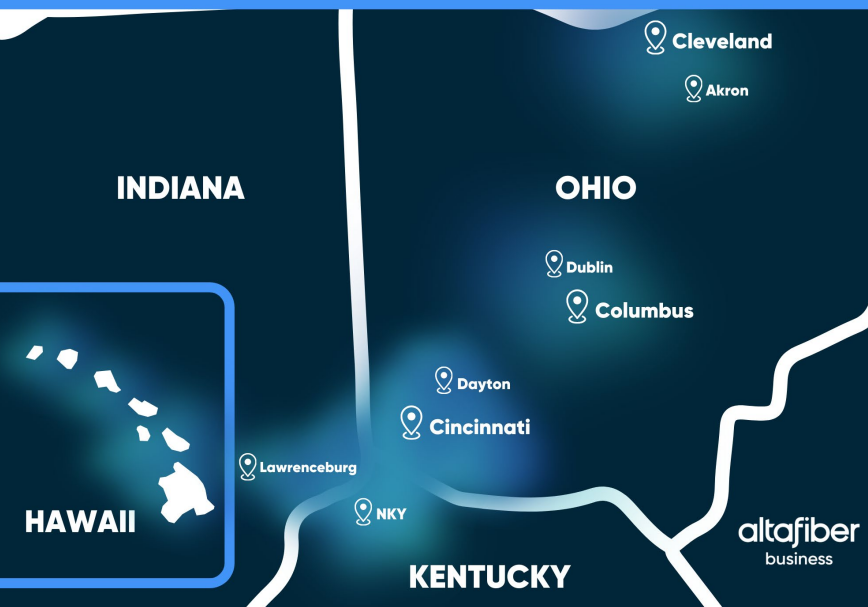 Cleveland
Akron
INDIANA
OHIO
Dublin
Columbus
Dayton
Cincinnati
Lawrenceburg
HAWAII
NKY
altafiber
business
KENTUCKY